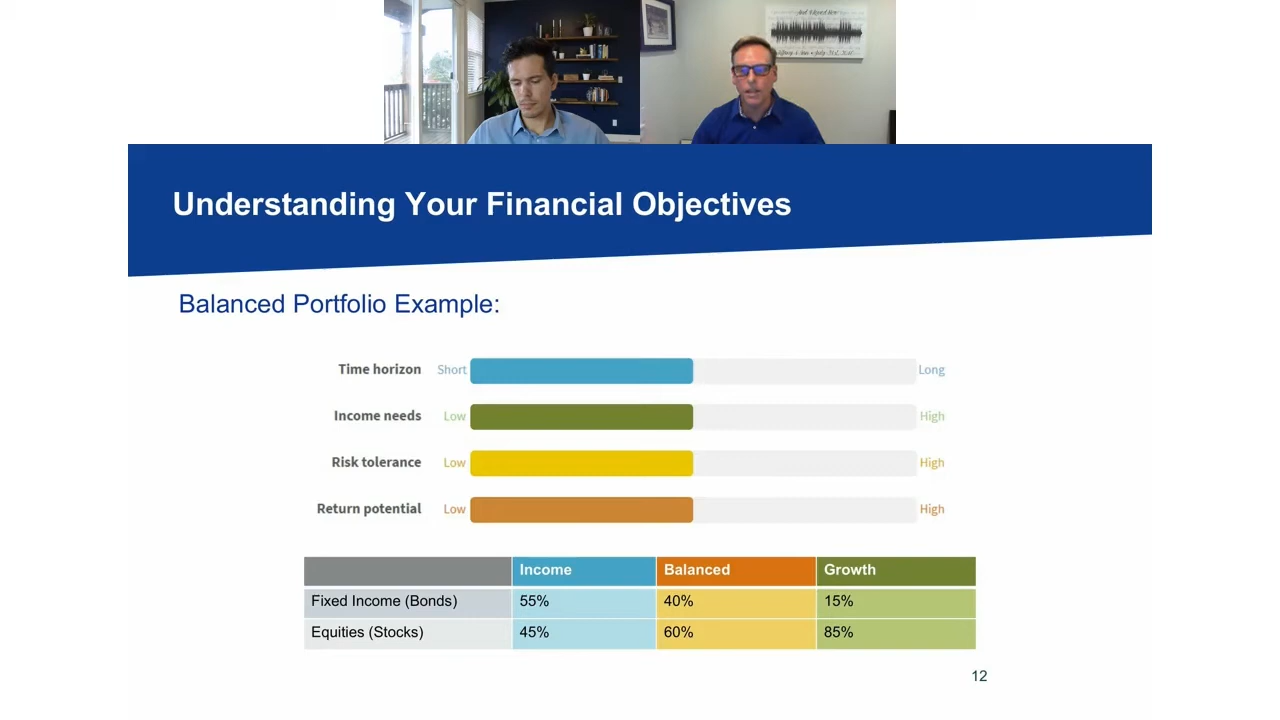 Understanding Your Financial Objectives
Balanced Portfolio Example:
Time horizon Short Long
Income needs Low High
Risk tolerance Low High
Return potential Low High
Income Balanced Growth
Fixed Income (Bonds) 55% 40% 15%
Equities (Stocks) 45% 60% 85%
12